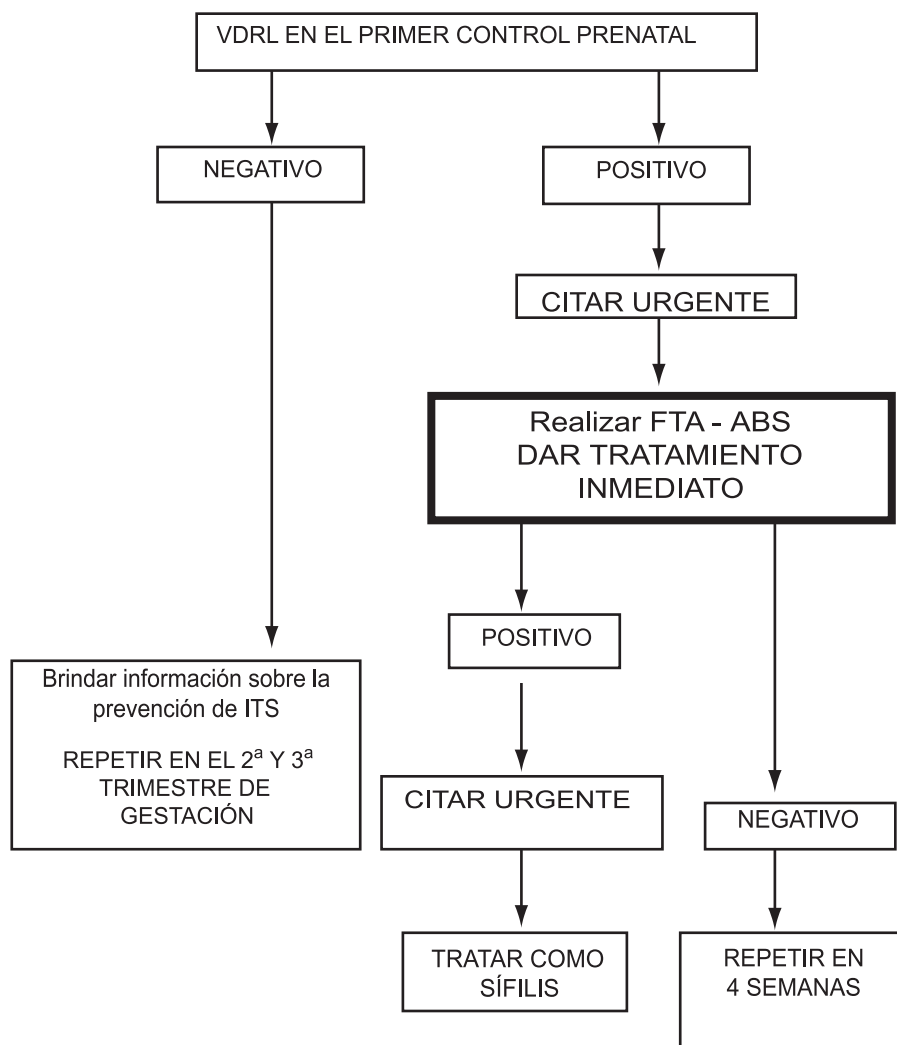 VDRL EN EL PRIMER CONTROL PRENATAL
NEGATIVO
POSITIVO
CITAR URGENTE
Realizar FTA - ABS
DAR TRATAMIENTO
INMEDIATO
POSITIVO
Brindar información sobre la
prevención de ITS
REPETIR EN EL 2ª Y 3ª
TRIMESTRE DE
GESTACIÓN
CITAR URGENTE
NEGATIVO
TRATAR COMO
SÍFILIS
REPETIR EN
4 SEMANAS